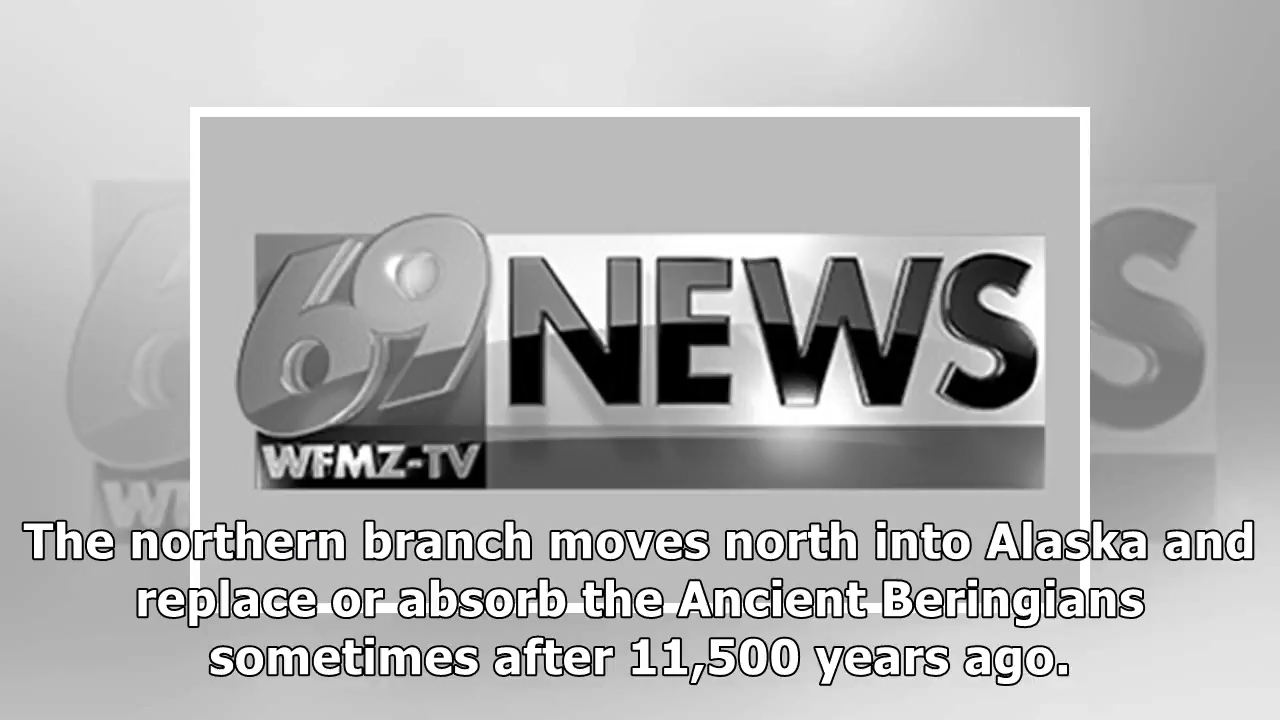 69 NEWS
WFMZ-TV
The northern branch moves north into Alaska and
replace or absorb the Ancient Beringians
sometimes after 11,500 years ago.